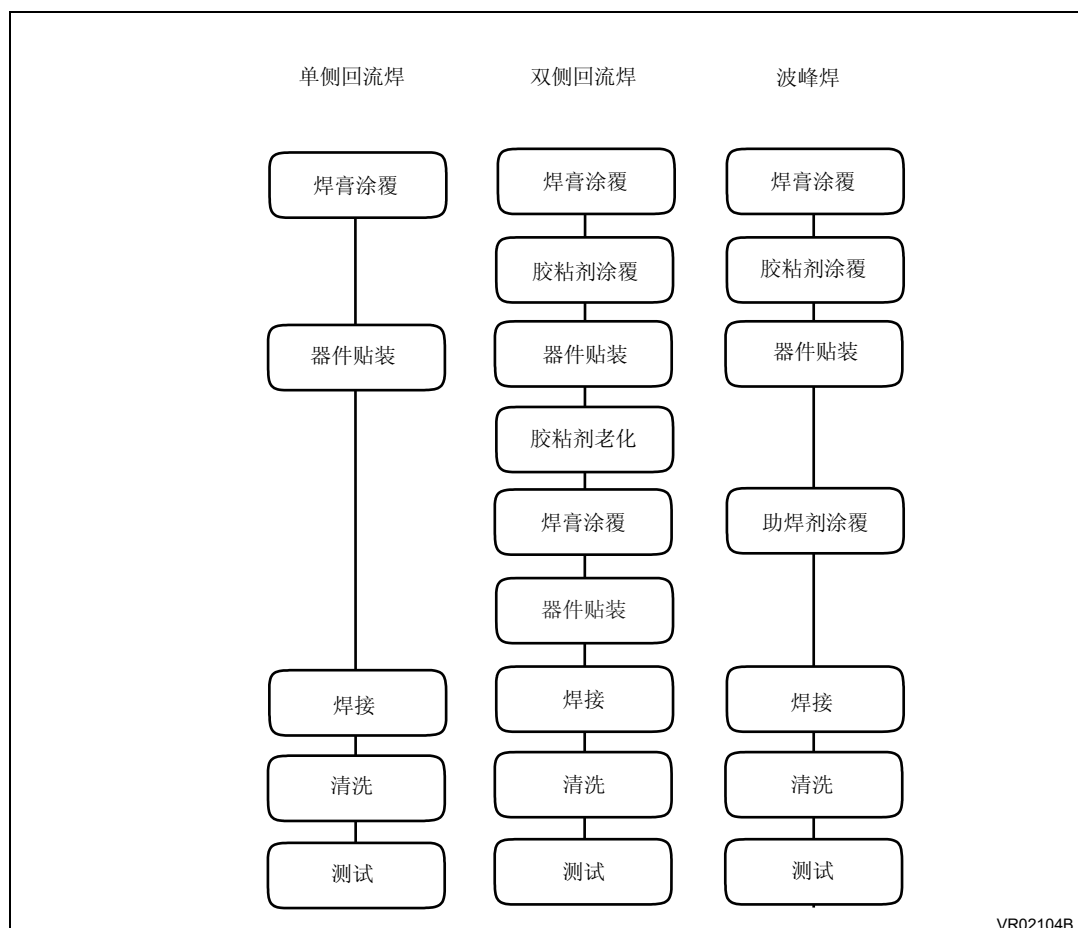 单侧回流焊
双侧回流焊
波峰焊
焊膏涂覆
器件贴装
焊接
清洗
测试
焊膏涂覆
胶粘剂涂覆
器件贴装
胶粘剂老化
焊膏涂覆
器件贴装
焊接
清洗
测试
焊膏涂覆
胶粘剂涂覆
器件贴装
助焊剂涂覆
焊接
清洗
测试
VR02104B